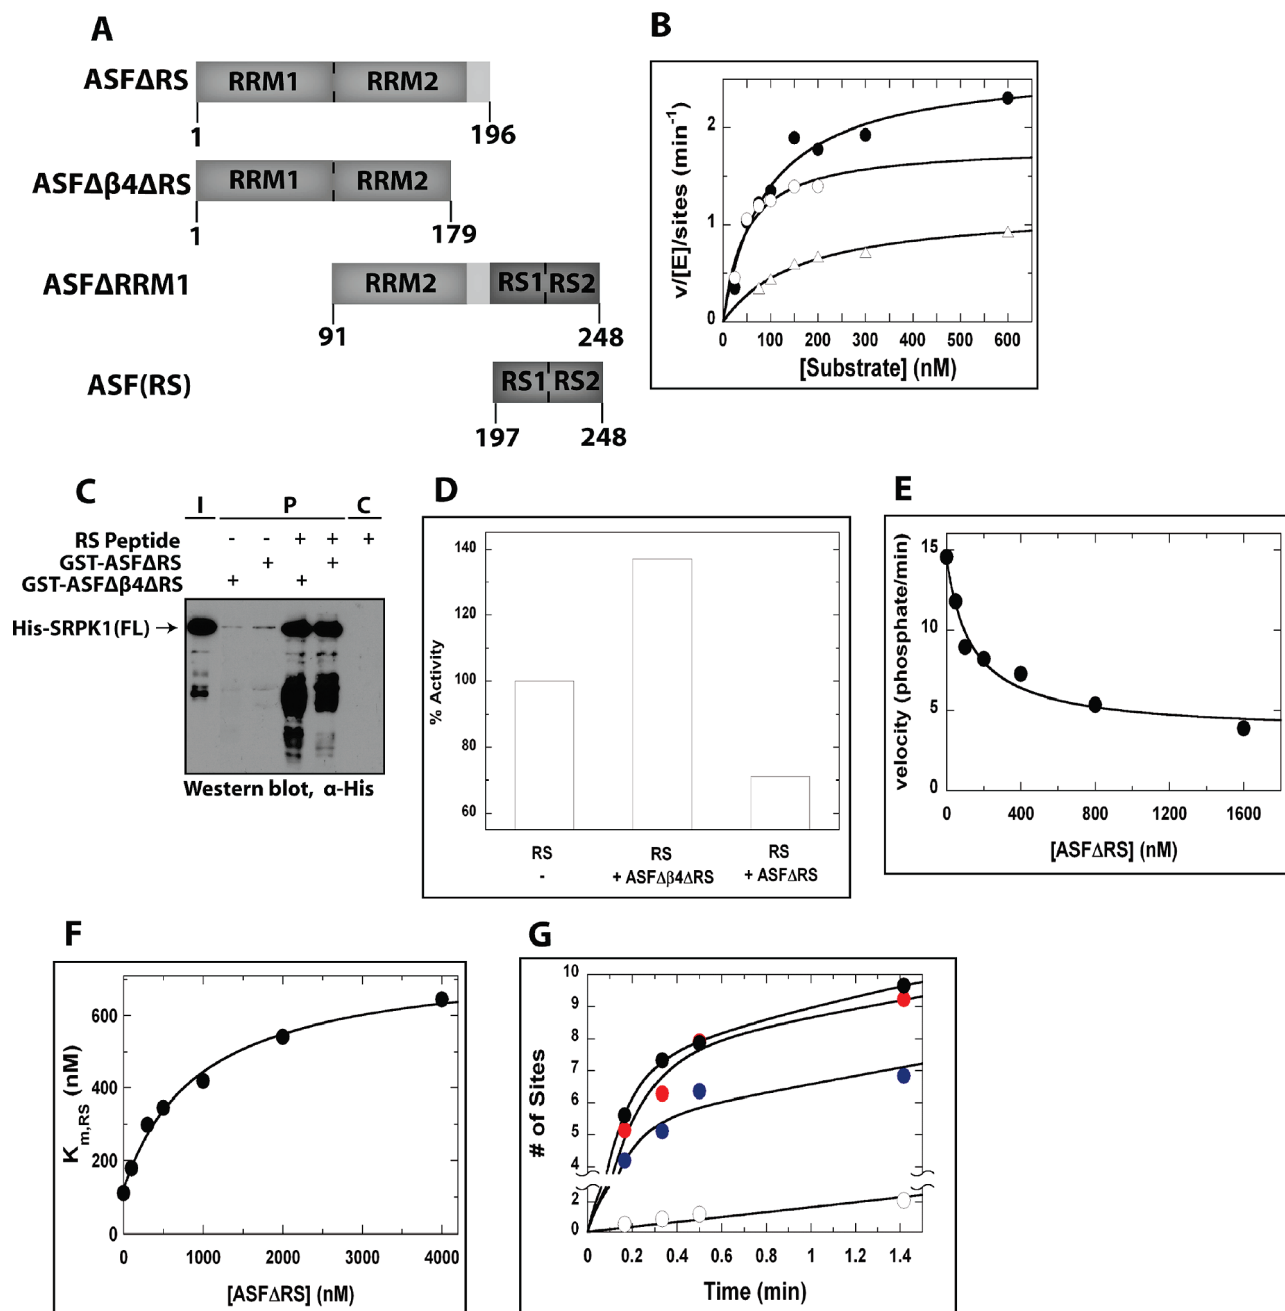 A
ASFΔRS
RRM1 RRM2
1 196
ASFΔβ4ΔRS
RRM1 RRM2
1 179
ASFΔRRM1
RRM2 RS1 RS2
91 248
ASF(RS)
RS1 RS2
197 248
B
v/[E]/sites (min⁻¹)
2
1
0
0 100 200 300 400 500 600
[Substrate] (nM)
C
I P C
RS Peptide - - + + +
GST-ASFΔRS + +
GST-ASFΔβ4ΔRS + +
His-SRPK1(FL) →
Western blot, α-His
D
% Activity
140
120
100
80
60
RS RS RS
- + ASFΔβ4ΔRS + ASFΔRS
E
velocity (phosphate/min)
15
10
5
0
0 400 800 1200 1600
[ASFΔRS] (nM)
F
Km,RS (nM)
600
400
200
0
0 1000 2000 3000 4000
[ASFΔRS] (nM)
G
# of Sites
10
9
8
7
6
5
4
2
0
0 0.2 0.4 0.6 0.8 1 1.2 1.4
Time (min)